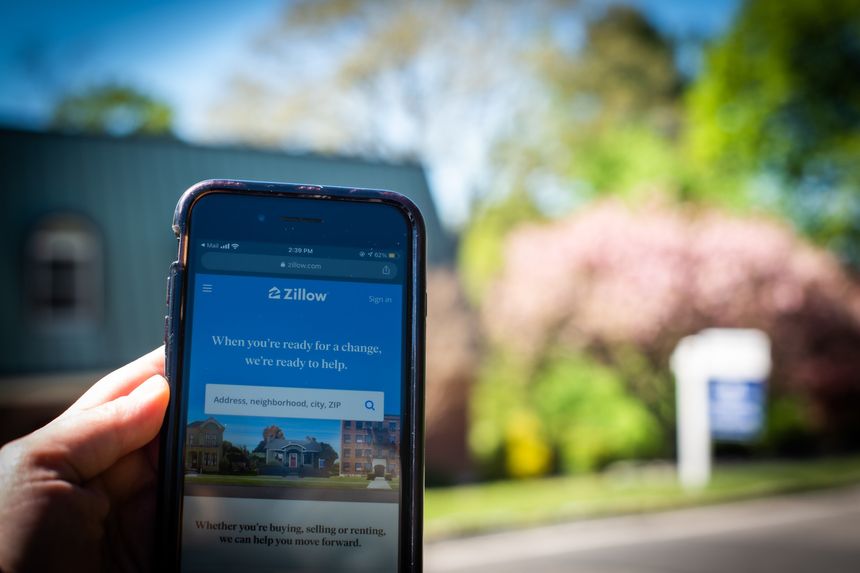 Mail 2:39 PM 62%
zillow.com
Zillow
Sign in
When you're ready for a change,
we're ready to help.
Address, neighborhood, city, ZIP
Whether you're buying, selling or renting,
we can help you move forward.